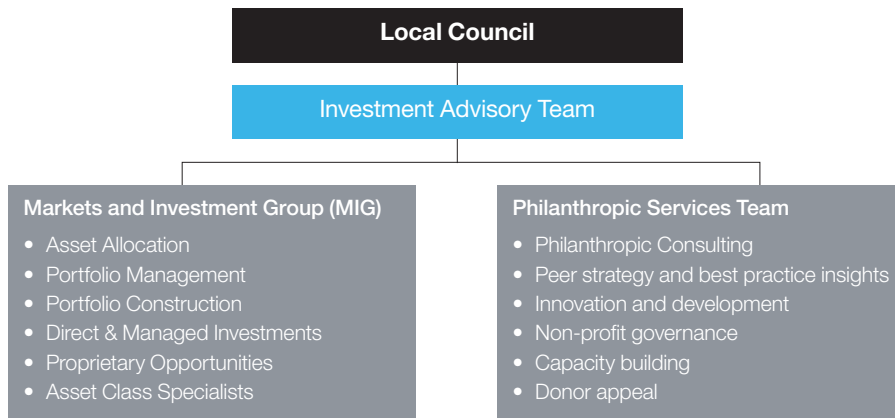 Local Council
Investment Advisory Team
Markets and Investment Group (MIG)
• Asset Allocation
• Portfolio Management
• Portfolio Construction
• Direct & Managed Investments
• Proprietary Opportunities
• Asset Class Specialists
Philanthropic Services Team
• Philanthropic Consulting
• Peer strategy and best practice insights
• Innovation and development
• Non-profit governance
• Capacity building
• Donor appeal